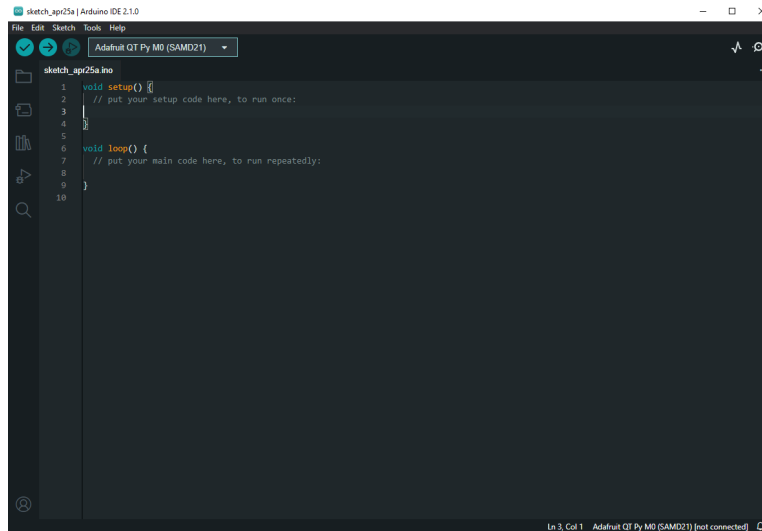 sketch_apr25a | Arduino IDE 2.1.0
File Edit Sketch Tools Help
Adafruit QT Py M0 (SAMD21)
sketch_apr25a.ino
1 void setup() {
2 // put your setup code here, to run once:
3
4 }
5
6 void loop() {
7 // put your main code here, to run repeatedly:
8
9 }
10
Ln 3, Col 1 Adafruit QT Py M0 (SAMD21) [not connected]